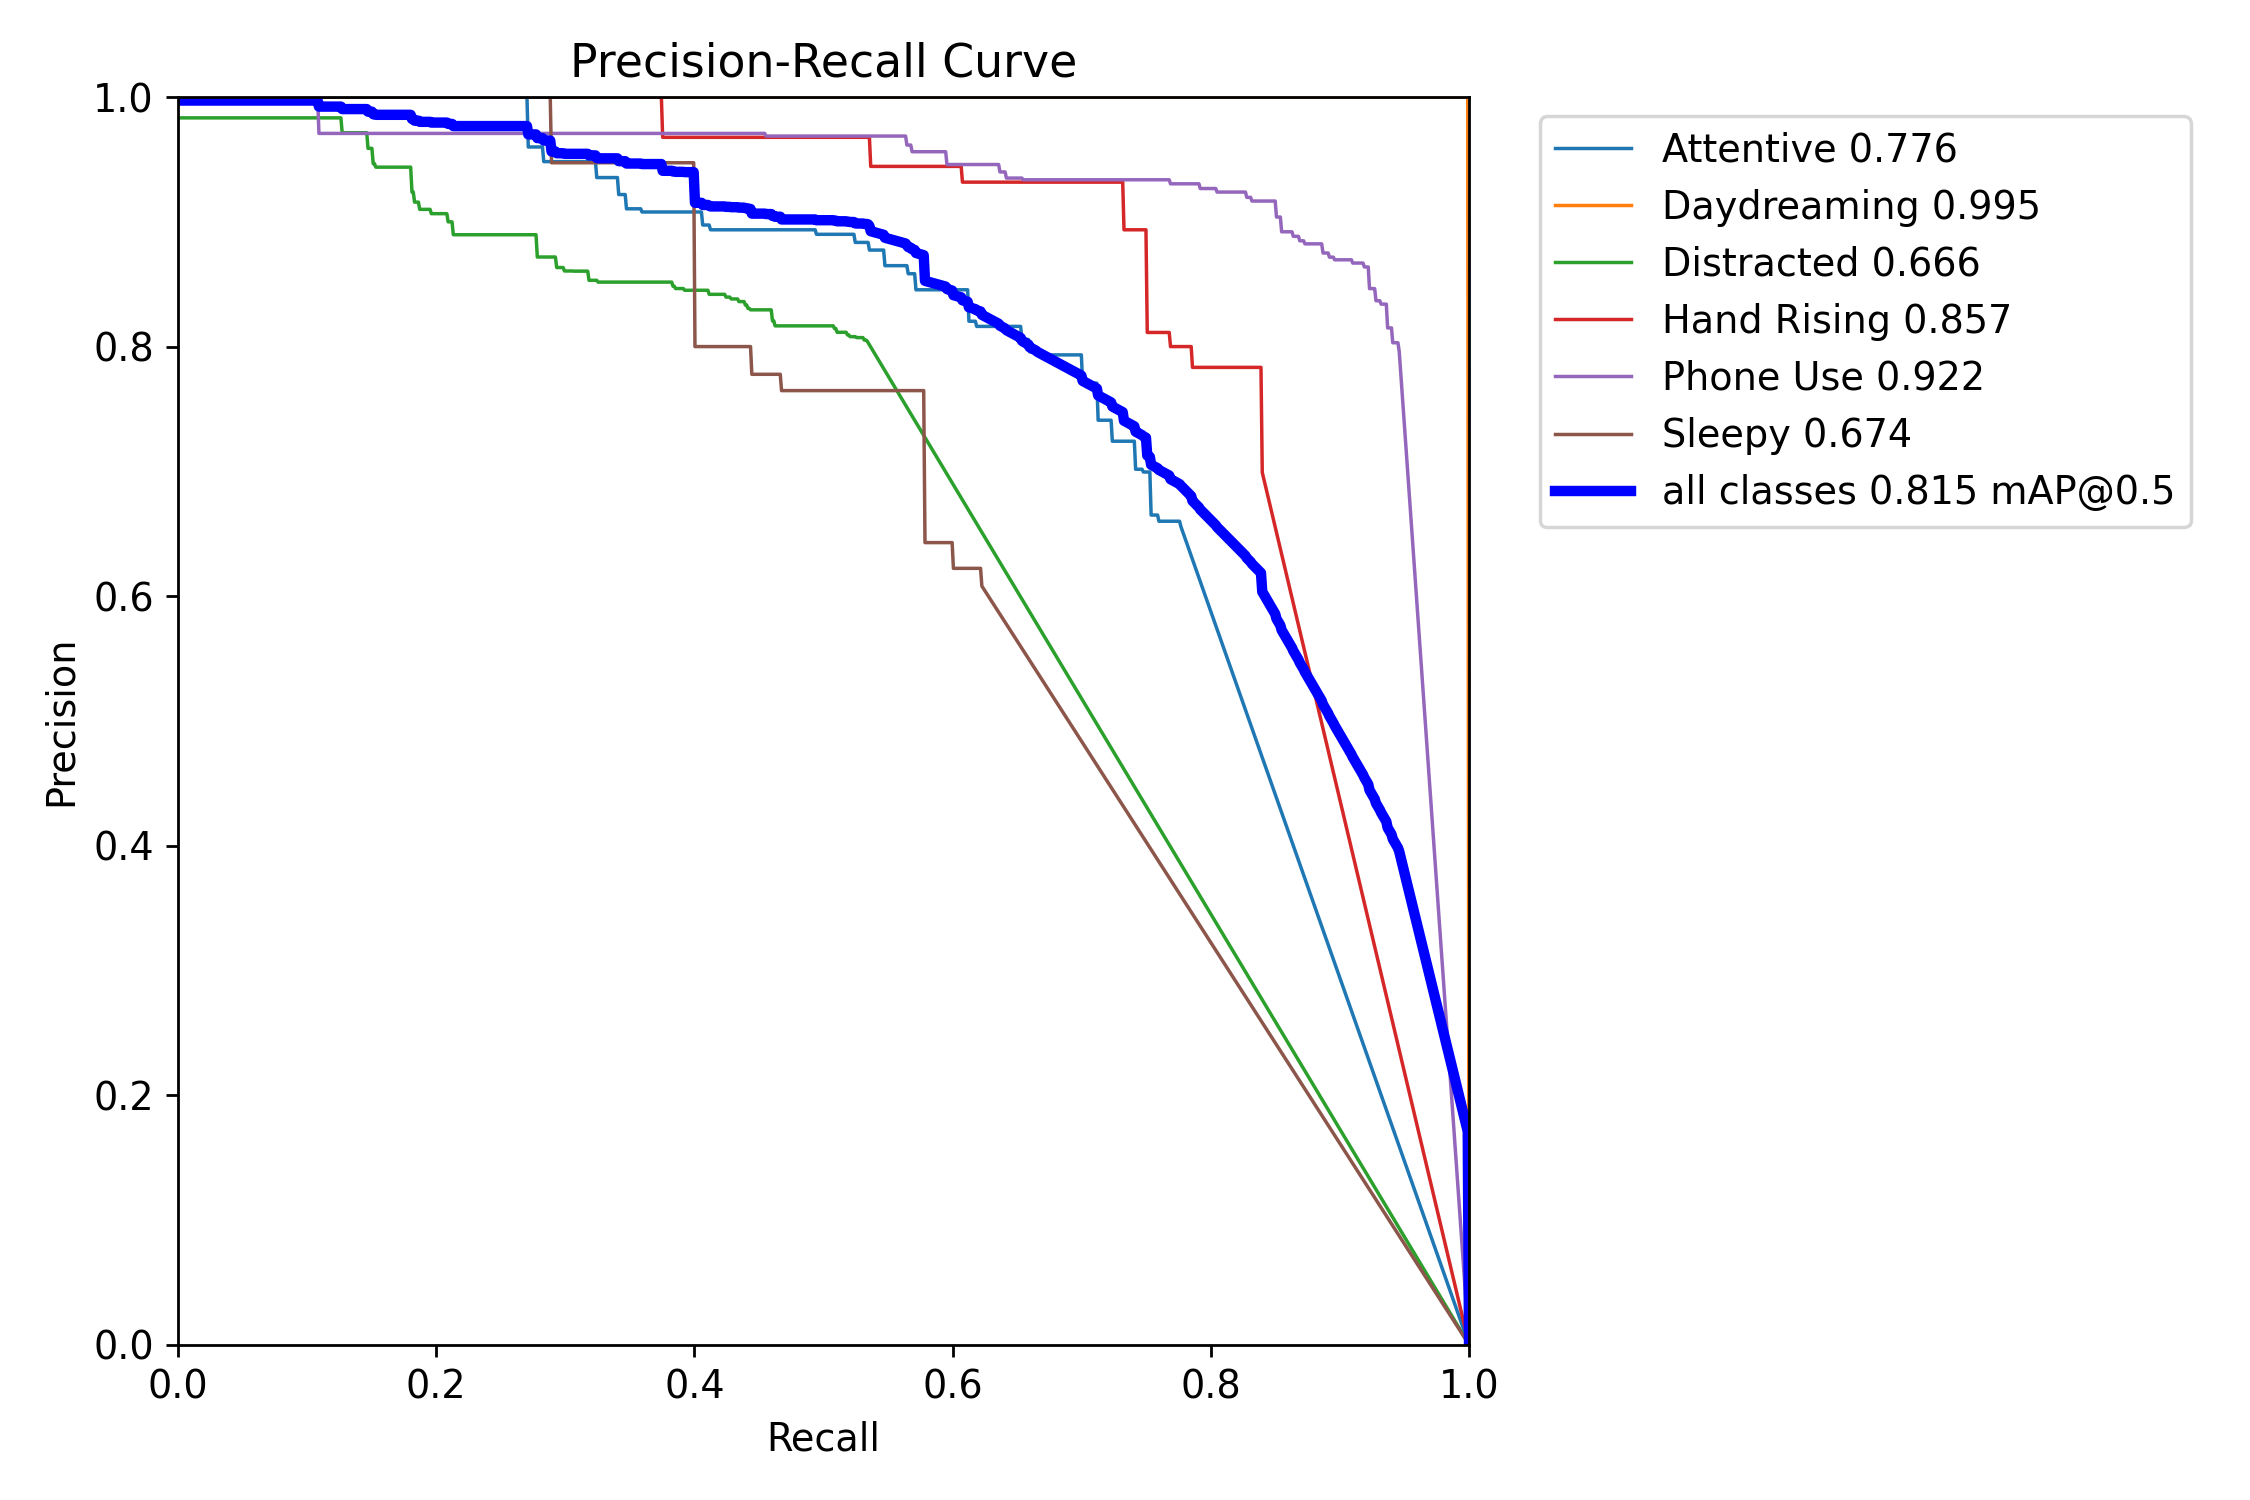 Precision-Recall Curve
1.0
0.8
0.6
0.4
0.2
0.0
Precision
0.0 0.2 0.4 0.6 0.8 1.0
Recall
Attentive 0.776
Daydreaming 0.995
Distracted 0.666
Hand Rising 0.857
Phone Use 0.922
Sleepy 0.674
all classes 0.815 mAP@0.5